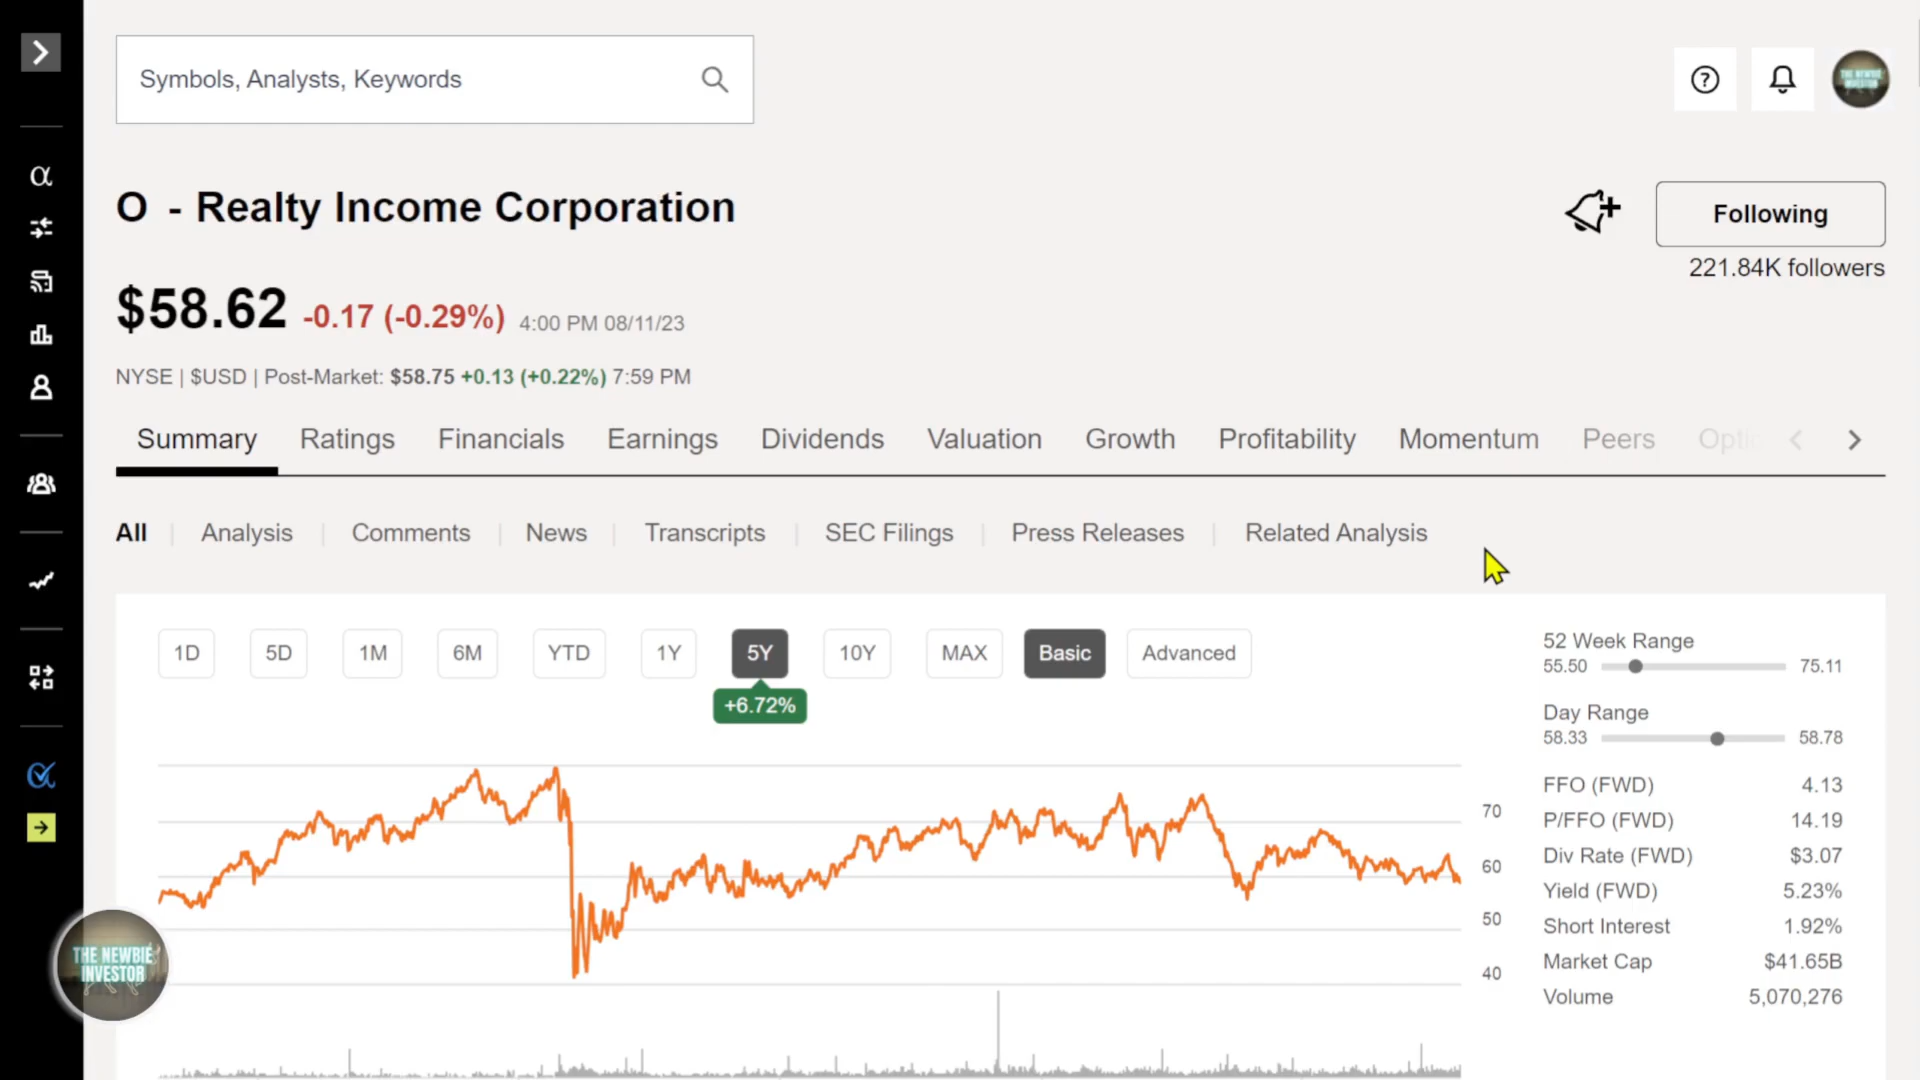 Symbols, Analysts, Keywords
THE NEWBIE
INVESTOR
O - Realty Income Corporation
Following
221.84K followers
$58.62 -0.17 (-0.29%) 4:00 PM 08/11/23
NYSE | $USD | Post-Market: $58.75 +0.13 (+0.22%) 7:59 PM
Summary Ratings Financials Earnings Dividends Valuation Growth Profitability Momentum Peers
All | Analysis | Comments | News | Transcripts | SEC Filings | Press Releases | Related Analysis
1D 5D 1M 6M YTD 1Y 5Y 10Y MAX Basic Advanced
+6.72%
70
60
50
40
52 Week Range
55.50 75.11
Day Range
58.33 58.78
FFO (FWD) 4.13
P/FFO (FWD) 14.19
Div Rate (FWD) $3.07
Yield (FWD) 5.23%
Short Interest 1.92%
Market Cap $41.65B
Volume 5,070,276
THE NEWBIE
INVESTOR